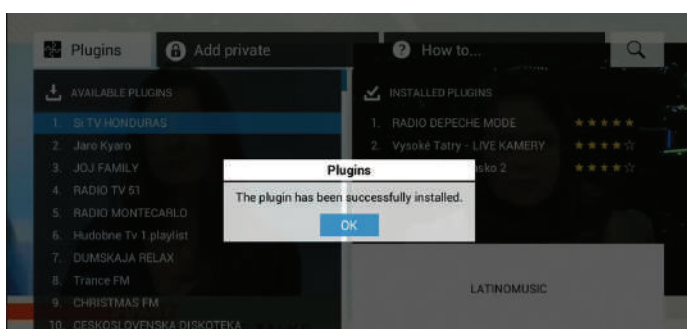 Plugins
Add private
How to...
AVAILABLE PLUGINS
1. SI TV HONDURAS
2. Jaro Kyaro
3. JOJ FAMILY
4. RADIO TV 51
5. RADIO MONTECARLO
6. Hudobne Tv 1 playlist
7. DUMSKAJA RELAX
8. Trance FM
9. CHRISTMAS FM
10. CESKOSLOVENSKA DISKOTEKA
INSTALLED PLUGINS
1. RADIO DEPECHE MODE
2. Vysoké Tatry - LIVE KAMERY
sko 2
Plugins
The plugin has been successfully installed.
OK
LATINOMUSIC